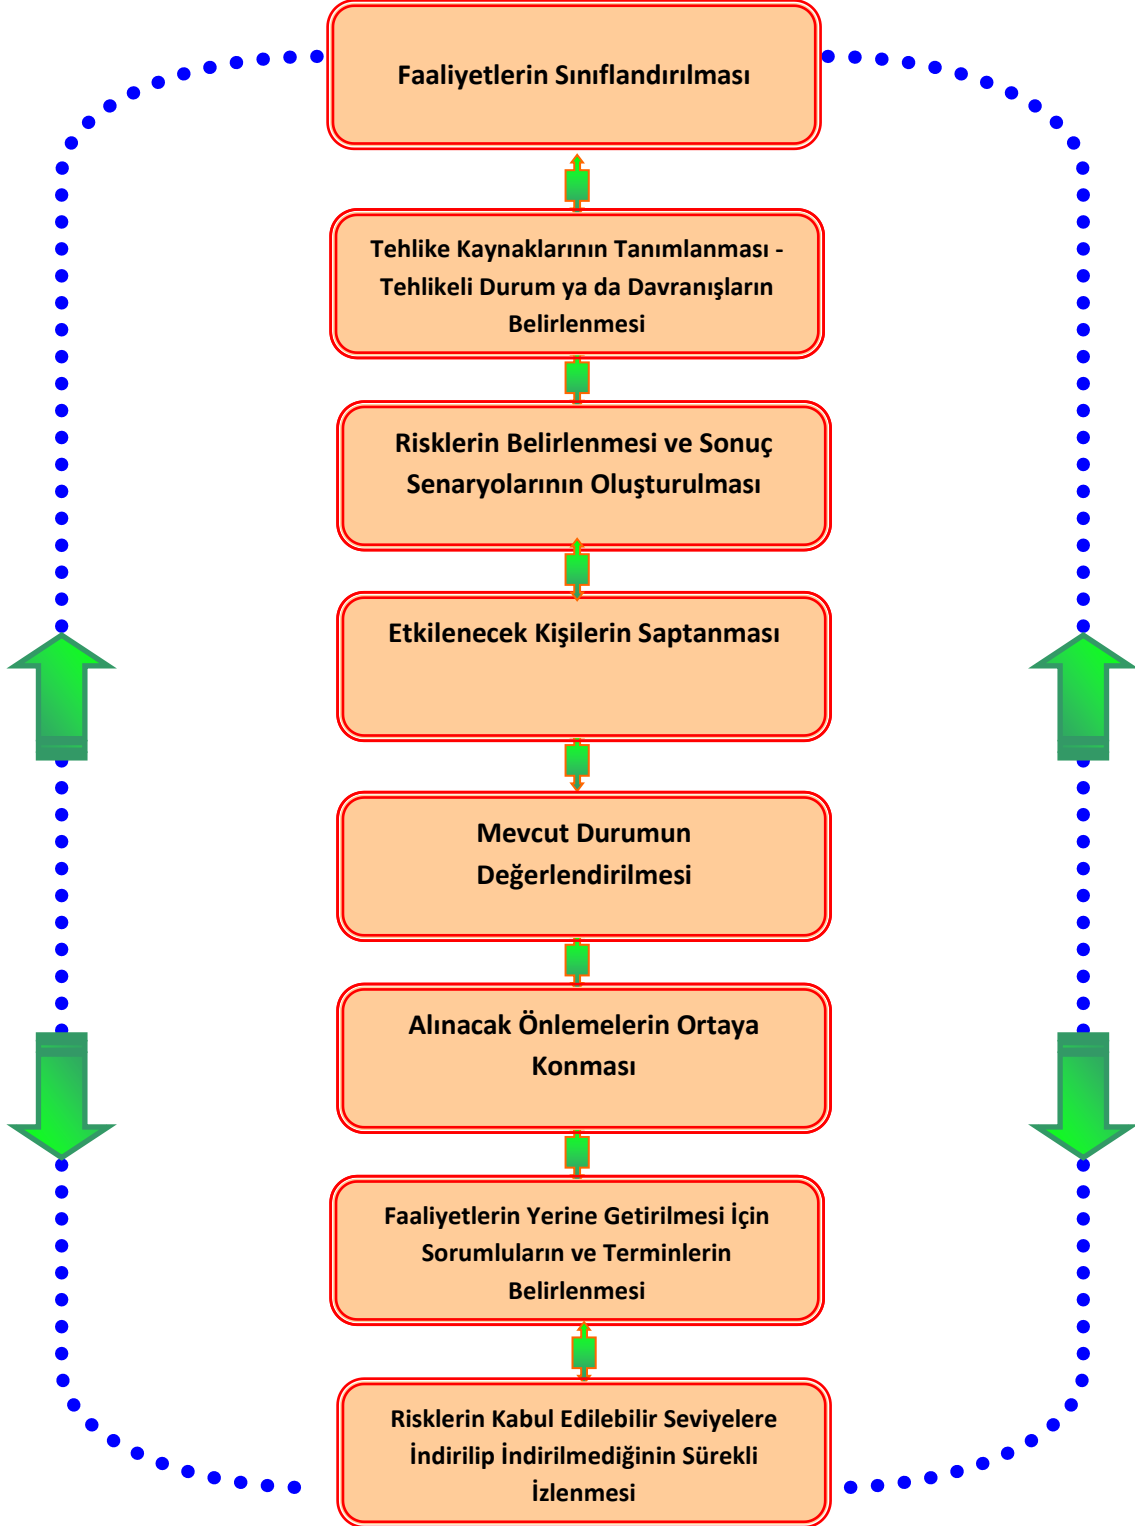 Faaliyetlerin Sınıflandırılması
Tehlike Kaynaklarının Tanımlanması -
Tehlikeli Durum ya da Davranışların
Belirlenmesi
Risklerin Belirlenmesi ve Sonuç
Senaryolarının Oluşturulması
Etkilenecek Kişilerin Saptanması
Mevcut Durumun
Değerlendirilmesi
Alınacak Önlemelerin Ortaya
Konması
Faaliyetlerin Yerine Getirilmesi İçin
Sorumluların ve Terminlerin
Belirlenmesi
Risklerin Kabul Edilebilir Seviyelere
İndirilip İndirilmediğinin Sürekli
İzlenmesi